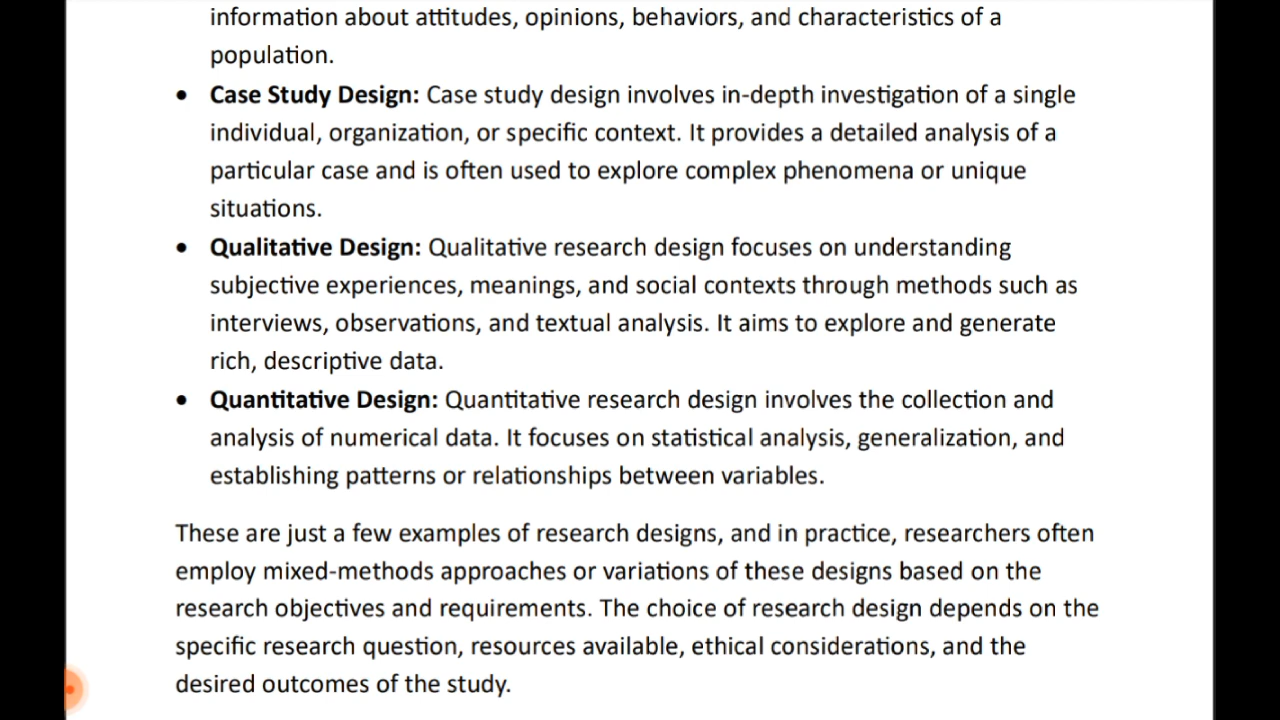 information about attitudes, opinions, behaviors, and characteristics of a
population.
• Case Study Design: Case study design involves in-depth investigation of a single
individual, organization, or specific context. It provides a detailed analysis of a
particular case and is often used to explore complex phenomena or unique
situations.
• Qualitative Design: Qualitative research design focuses on understanding
subjective experiences, meanings, and social contexts through methods such as
interviews, observations, and textual analysis. It aims to explore and generate
rich, descriptive data.
• Quantitative Design: Quantitative research design involves the collection and
analysis of numerical data. It focuses on statistical analysis, generalization, and
establishing patterns or relationships between variables.
These are just a few examples of research designs, and in practice, researchers often
employ mixed-methods approaches or variations of these designs based on the
research objectives and requirements. The choice of research design depends on the
specific research question, resources available, ethical considerations, and the
desired outcomes of the study.